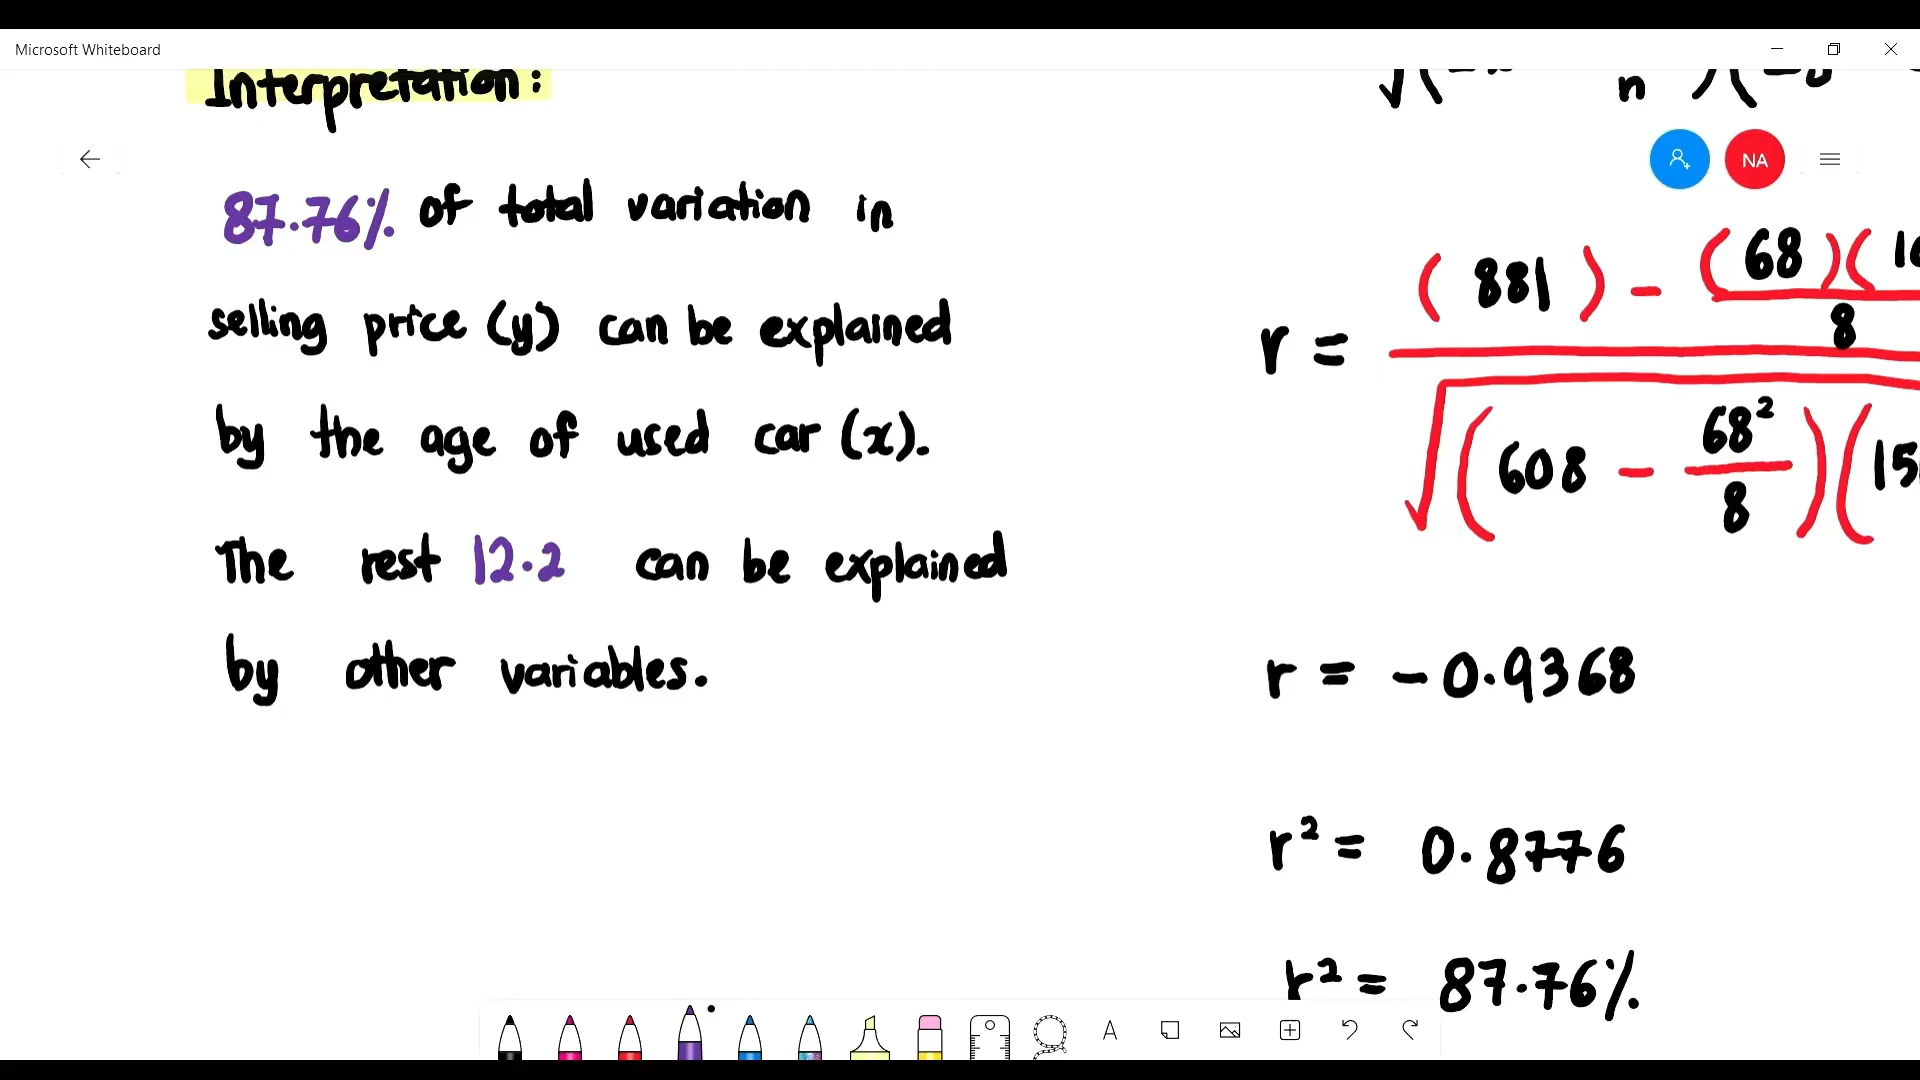 Microsoft Whiteboard
Interpretation:
87.76% of total variation in
selling price (y) can be explained
by the age of used car (x).
The rest 12.2 can be explained
by other variables.
n
NA
r = (881) - (68)(
8
√(608 - 68²
8
)(
r = -0.9368
r² = 0.8776
r² = 87.76%
A